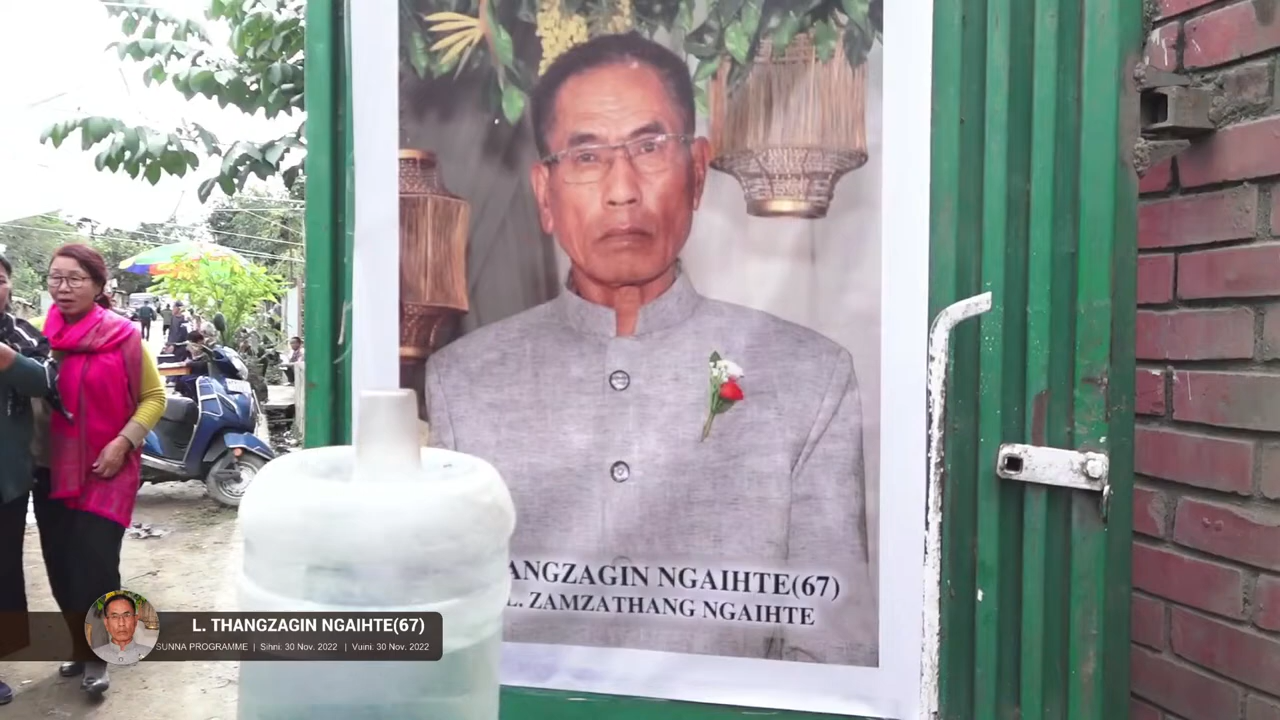 ANGZAGIN NGAIHTE(67)
L. ZAMZATHANG NGAIHTE
L. THANGZAGIN NGAIHTE(67)
SUNNA PROGRAMME | Sihni: 30 Nov. 2022 | Vuini: 30 Nov. 2022